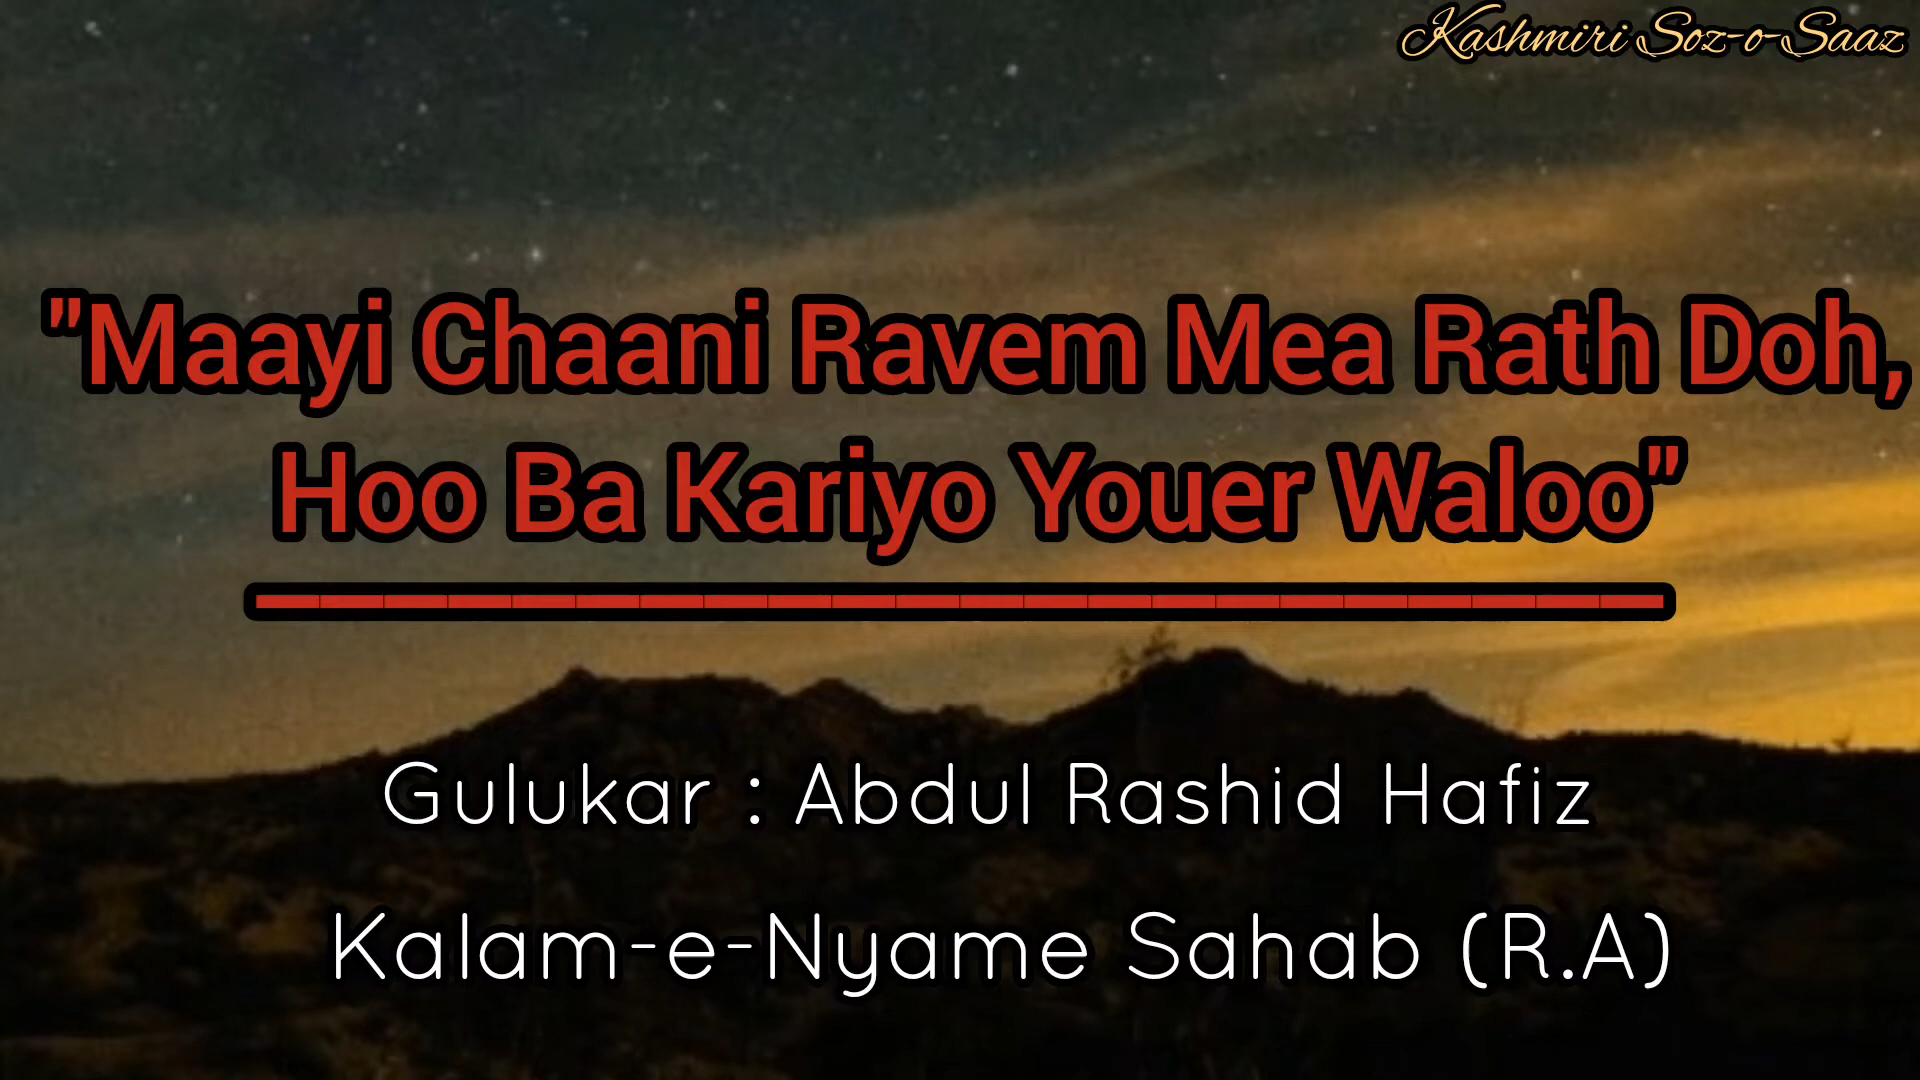 Kashmiri Soz-o-Saaz
"Maayi Chaani Ravem Mea Rath Doh,
Hoo Ba Kariyo Youer Waloo"
Gulukar : Abdul Rashid Hafiz
Kalam-e-Nyame Sahab (R.A)